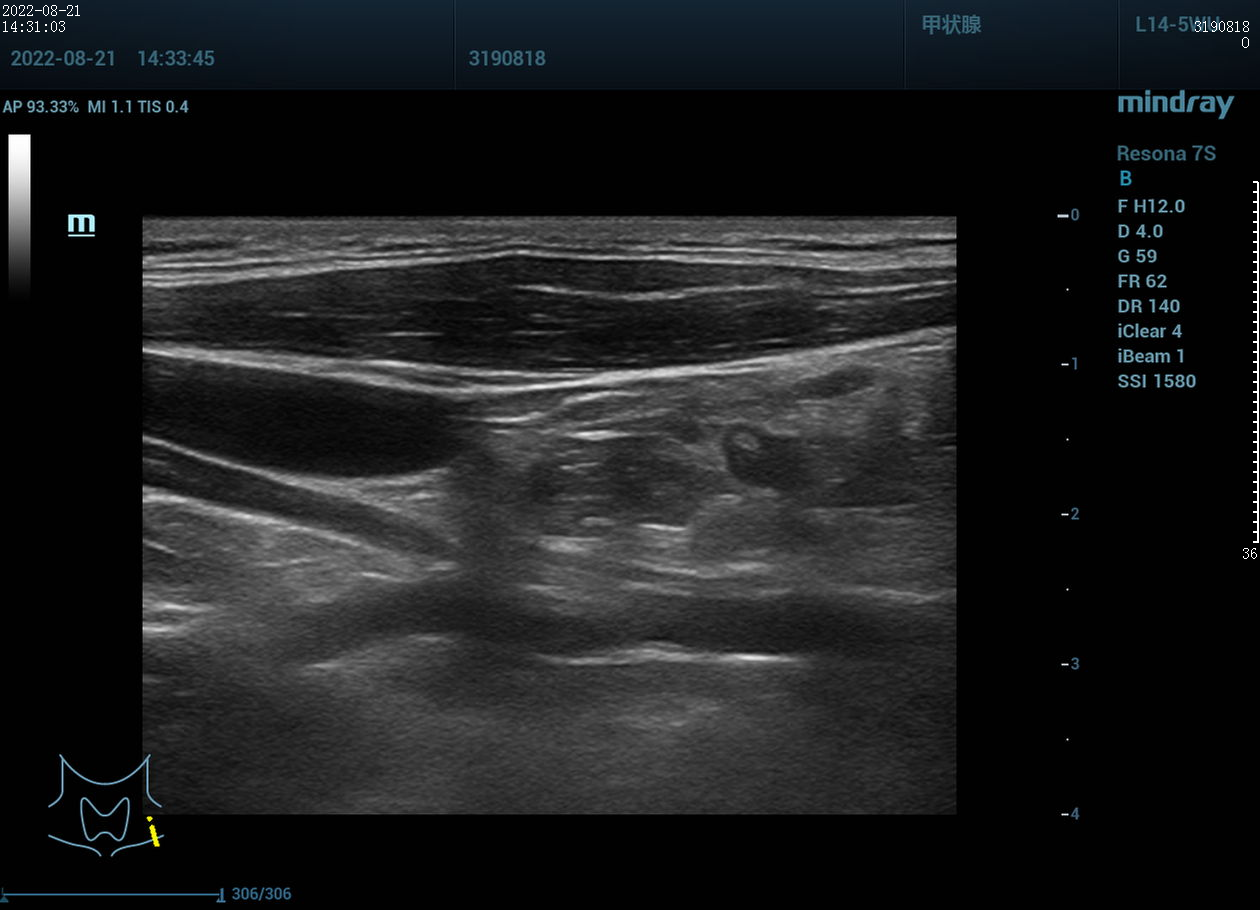 2022-08-21
14:31:03
2022-08-21 14:33:45
3190818
甲状腺
3190818
0
AP 93.33% MI 1.1 TIS 0.4
mindray
Resona 7S
B
F H12.0
D 4.0
G 59
FR 62
DR 140
iClear 4
iBeam 1
SSI 1580
m
0
1
2
3
4
36
306/306